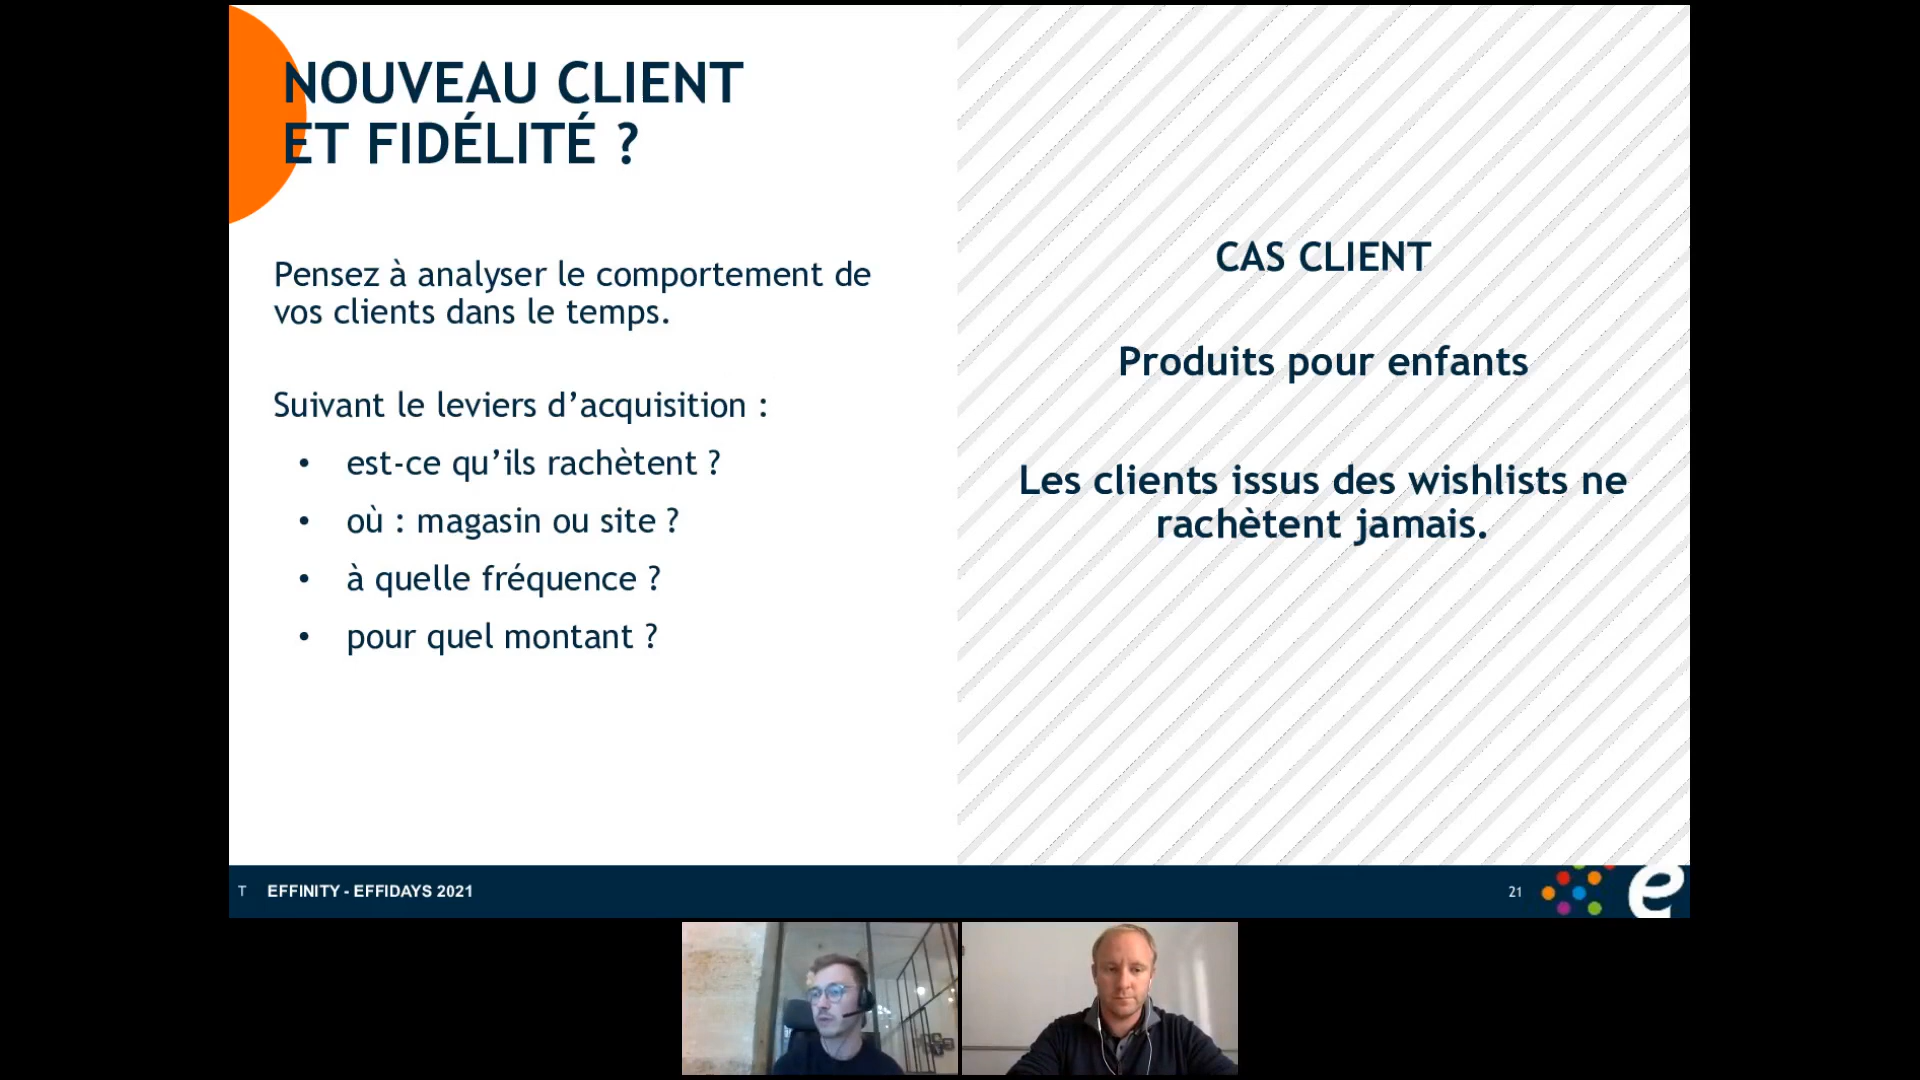 NOUVEAU CLIENT
ET FIDÉLITÉ ?
Pensez à analyser le comportement de
vos clients dans le temps.
Suivant le leviers d’acquisition :
• est-ce qu’ils rachètent ?
• où : magasin ou site ?
• à quelle fréquence ?
• pour quel montant ?
CAS CLIENT
Produits pour enfants
Les clients issus des wishlists ne
rachètent jamais.
T EFFINITY - EFFIDAYS 2021
21
e